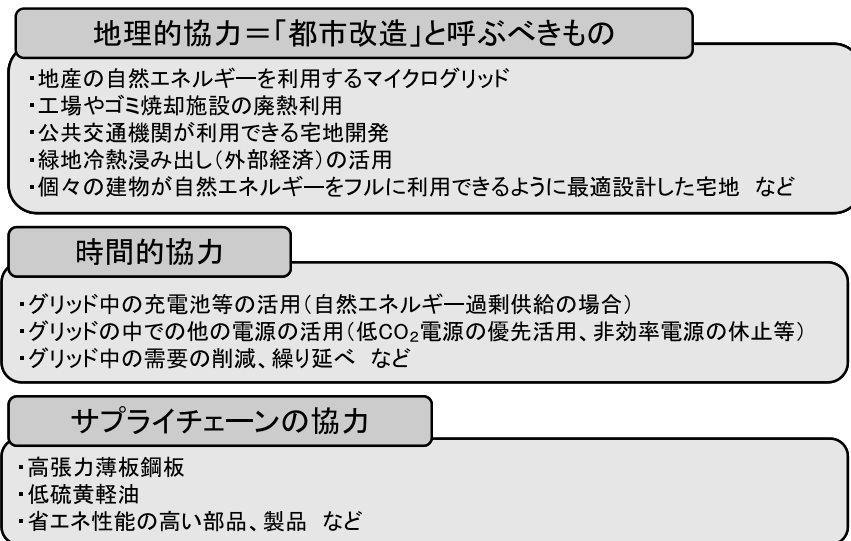 地理的協力＝「都市改造」と呼ぶべきもの
・地産の自然エネルギーを利用するマイクログリッド
・工場やゴミ焼却施設の廃熱利用
・公共交通機関が利用できる宅地開発
・緑地冷熱浸み出し（外部経済）の活用
・個々の建物が自然エネルギーをフルに利用できるように最適設計した宅地　など
時間的協力
・グリッド中の充電池等の活用（自然エネルギー過剰供給の場合）
・グリッドの中での他の電源の活用（低CO₂電源の優先活用、非効率電源の休止等）
・グリッド中の需要の削減、繰り延べ　など
サプライチェーンの協力
・高張力薄板鋼板
・低硫黄軽油
・省エネ性能の高い部品、製品　など